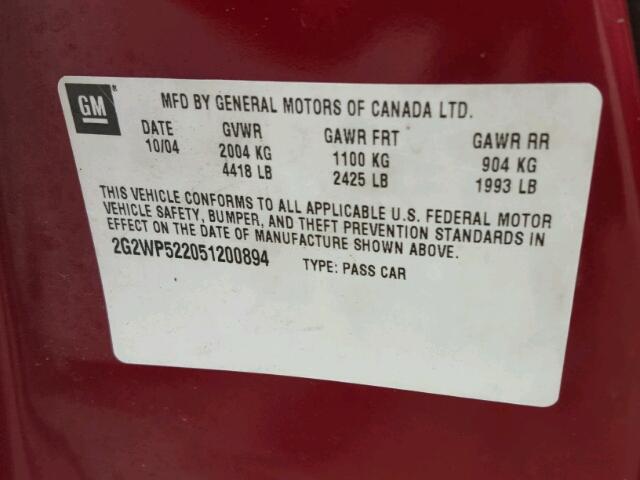 GM®
MFD BY GENERAL MOTORS OF CANADA LTD.
DATE GVWR GAWR FRT GAWR RR
10/04 2004 KG 1100 KG 904 KG
4418 LB 2425 LB 1993 LB
THIS VEHICLE CONFORMS TO ALL APPLICABLE U.S. FEDERAL MOTOR
VEHICLE SAFETY, BUMPER, AND THEFT PREVENTION STANDARDS IN
EFFECT ON THE DATE OF MANUFACTURE SHOWN ABOVE.
2G2WP522051200894 TYPE: PASS CAR